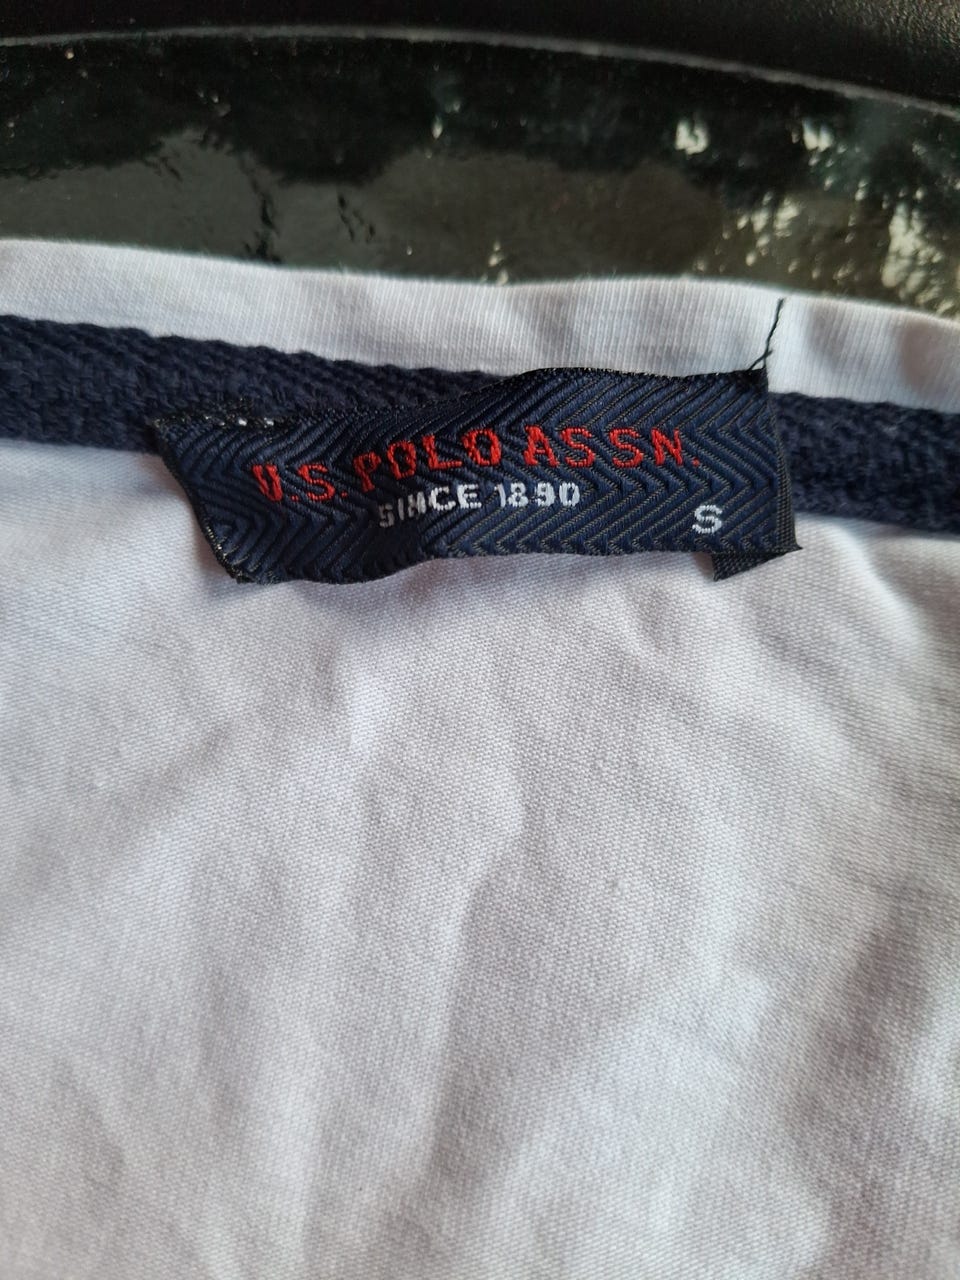 U.S. POLO ASSN.
SINCE 1890
S